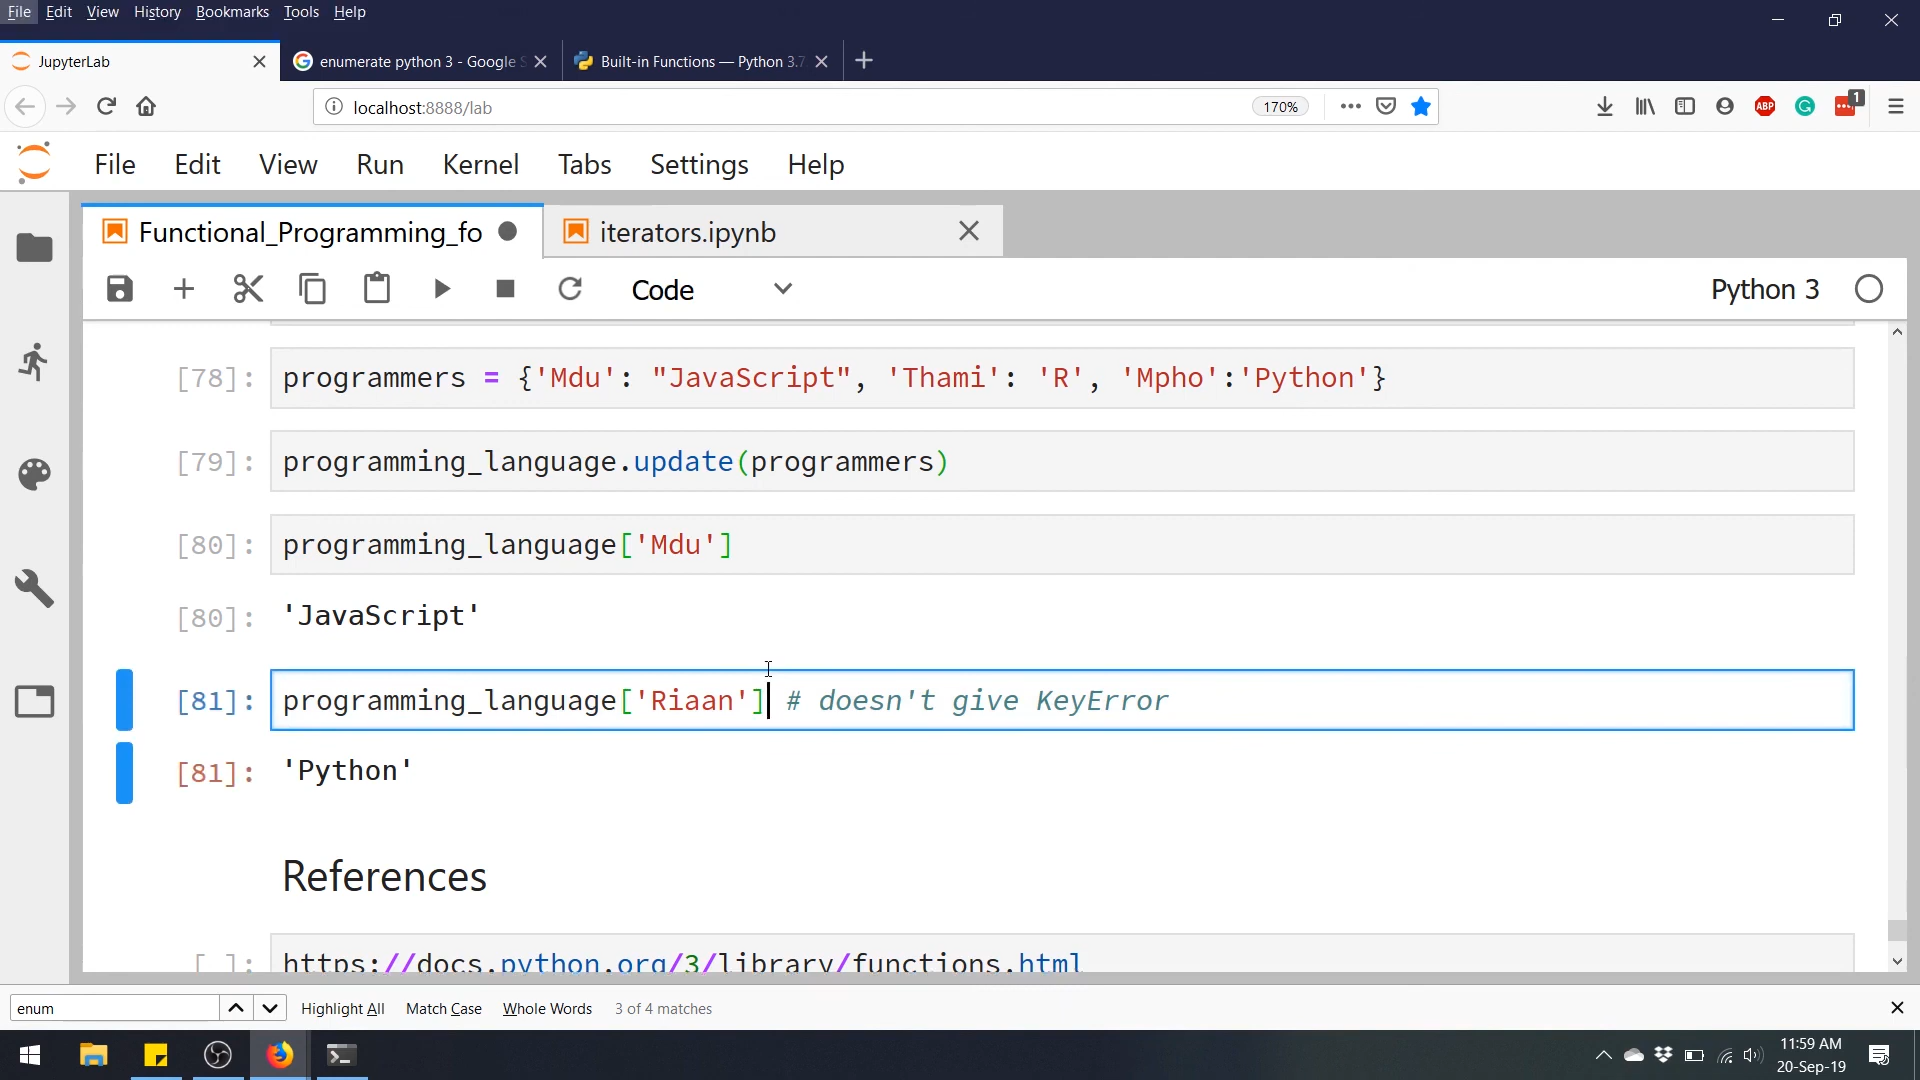 File Edit View History Bookmarks Tools Help
JupyterLab
enumerate python 3 - Google S
Built-in Functions — Python 3.7
localhost:8888/lab
170%
ABP
1
File Edit View Run Kernel Tabs Settings Help
Functional_Programming_fo
iterators.ipynb
Code
Python 3
[78]: programmers = {'Mdu': "JavaScript", 'Thami': 'R', 'Mpho':'Python'}
[79]: programming_language.update(programmers)
[80]: programming_language['Mdu']
[80]: 'JavaScript'
[81]: programming_language['Riaan'] # doesn't give KeyError
[81]: 'Python'
References
[ ]: https://docs.python.org/3/library/functions.html
enum
Highlight All Match Case Whole Words 3 of 4 matches
11:59 AM
20-Sep-19